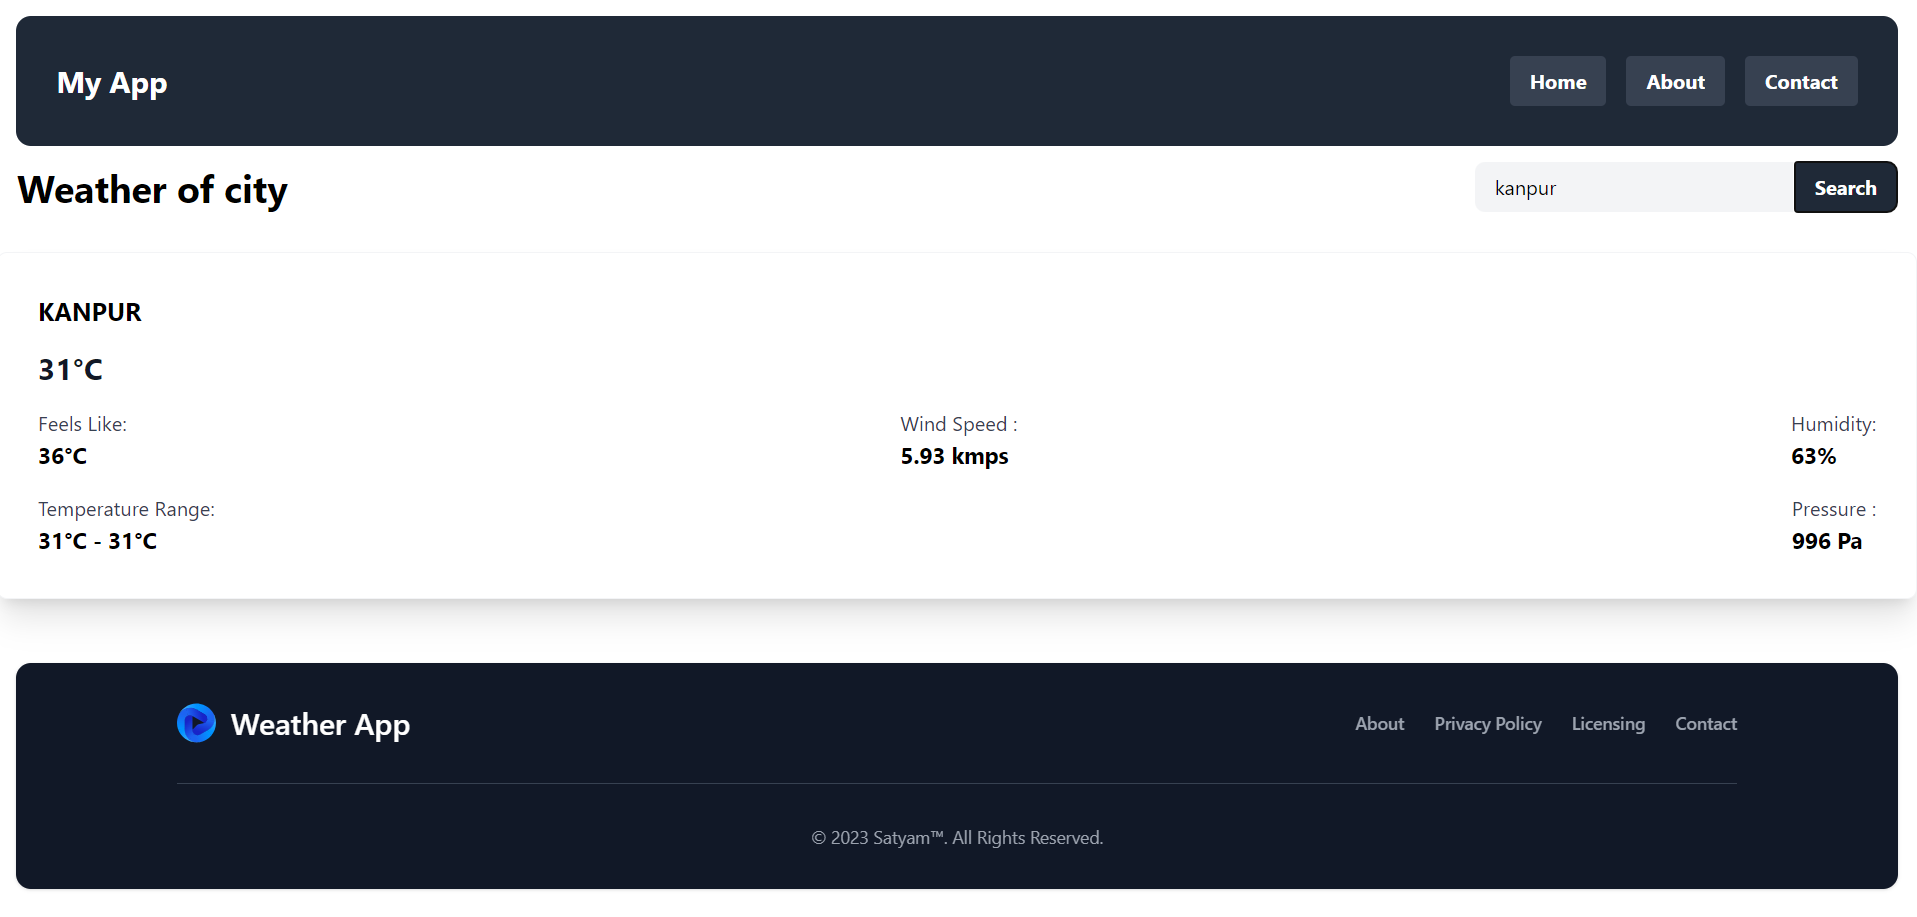 My App
Home About Contact
Weather of city
kanpur Search
KANPUR
31°C
Feels Like: Wind Speed : Humidity:
36°C 5.93 kmps 63%
Temperature Range: Pressure :
31°C - 31°C 996 Pa
Weather App
About Privacy Policy Licensing Contact
© 2023 Satyam™. All Rights Reserved.